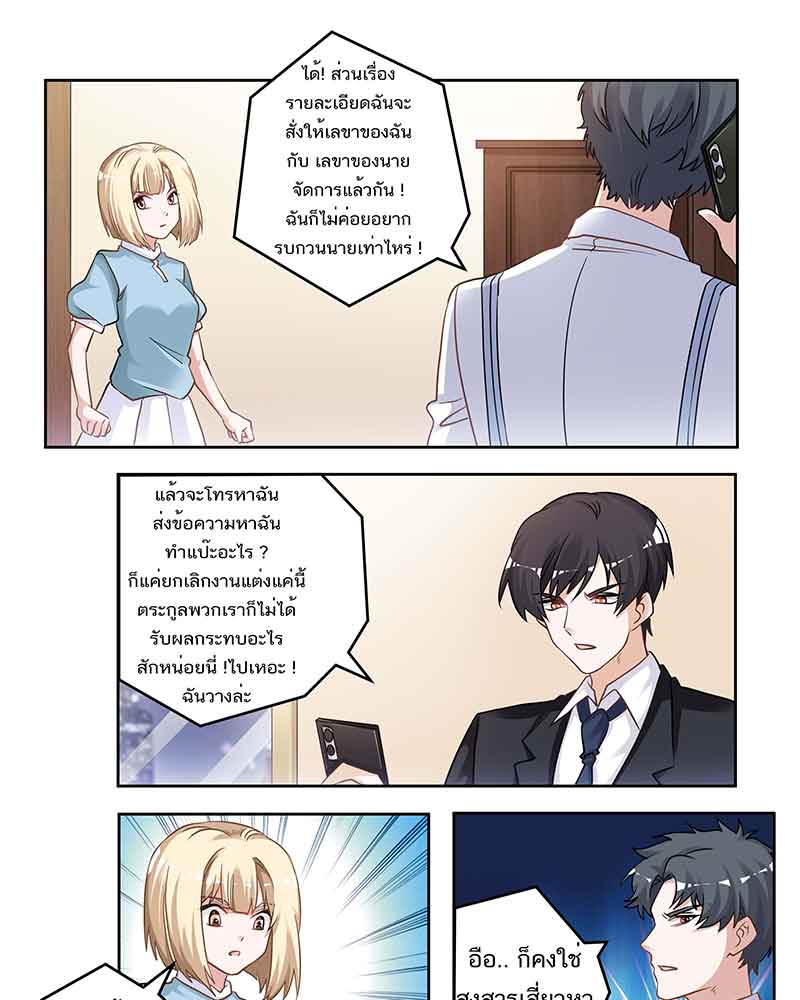 ได้! ส่วนเรื่อง
รายละเอียดฉันจะ
สั่งให้เลขาของฉัน
กับ เลขาของนาย
จัดการแล้วกัน !
ฉันก็ไม่ค่อยอยาก
รบกวนนายเท่าไหร่ !
แล้วจะโทรหาฉัน
ส่งข้อความหาฉัน
ทำแป๊ะอะไร ?
ก็แค่ยกเลิกงานแต่งแค่นี้
ตระกูลพวกเราก็ไม่ได้
รับผลกระทบอะไร
สักหน่อยนี่ !ไปเหอะ !
ฉันวางล่ะ
อือ.. ก็คงใช่